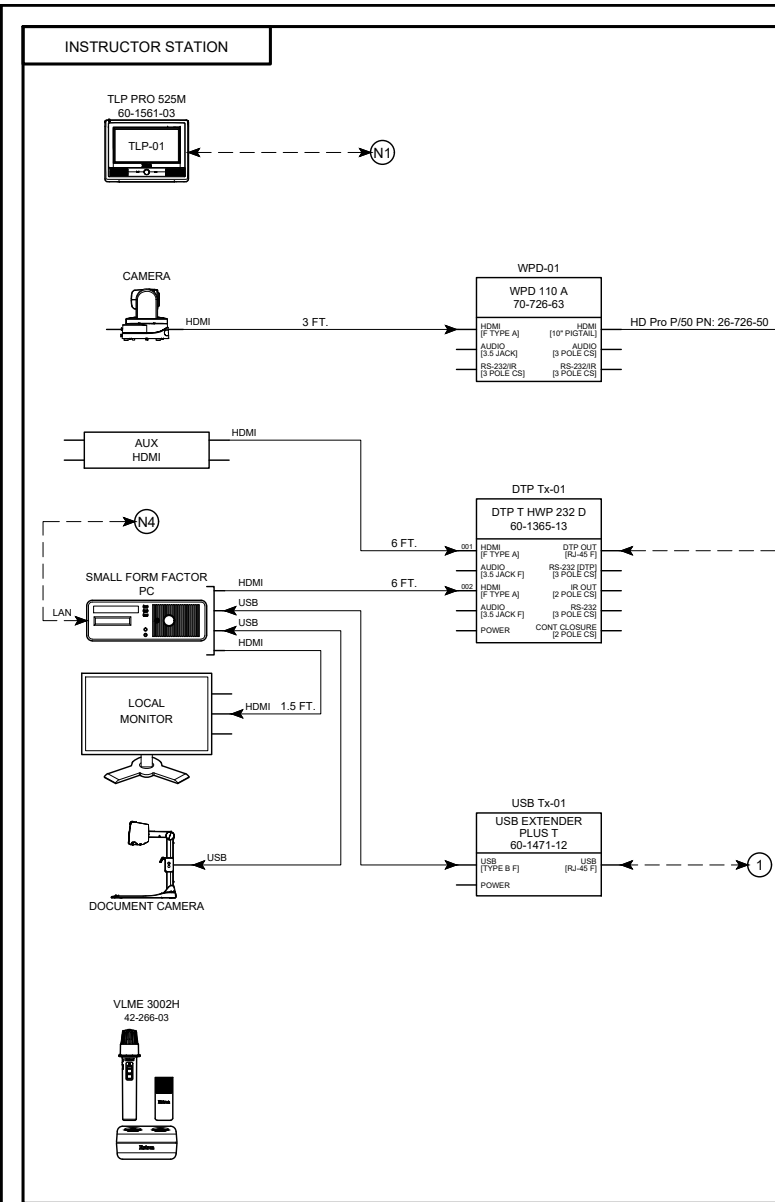 INSTRUCTOR STATION
TLP PRO 525M
60-1561-03
TLP-01
N1
CAMERA
HDMI
3 FT.
WPD-01
WPD 110 A
70-726-63
HDMI
[F TYPE A]
HDMI
[10" PIGTAIL]
AUDIO
[3.5 JACK]
AUDIO
[3 POLE CS]
RS-232/IR
[3 POLE CS]
RS-232/IR
[3 POLE CS]
HD Pro P/50 PN: 26-726-50
AUX
HDMI
HDMI
6 FT.
DTP Tx-01
DTP T HWP 232 D
60-1365-13
001
HDMI
[F TYPE A]
DTP OUT
[RJ-45 F]
AUDIO
[3.5 JACK F]
RS-232 [DTP]
[3 POLE CS]
002
HDMI
[F TYPE A]
IR OUT
[2 POLE CS]
AUDIO
[3.5 JACK F]
RS-232
[3 POLE CS]
POWER
CONT CLOSURE
[2 POLE CS]
N4
LAN
SMALL FORM FACTOR
PC
HDMI
6 FT.
USB
USB
HDMI
LOCAL
MONITOR
HDMI 1.5 FT.
USB
DOCUMENT CAMERA
USB Tx-01
USB EXTENDER
PLUS T
60-1471-12
USB
[TYPE B F]
USB
[RJ-45 F]
POWER
1
VLME 3002H
42-266-03
Extron